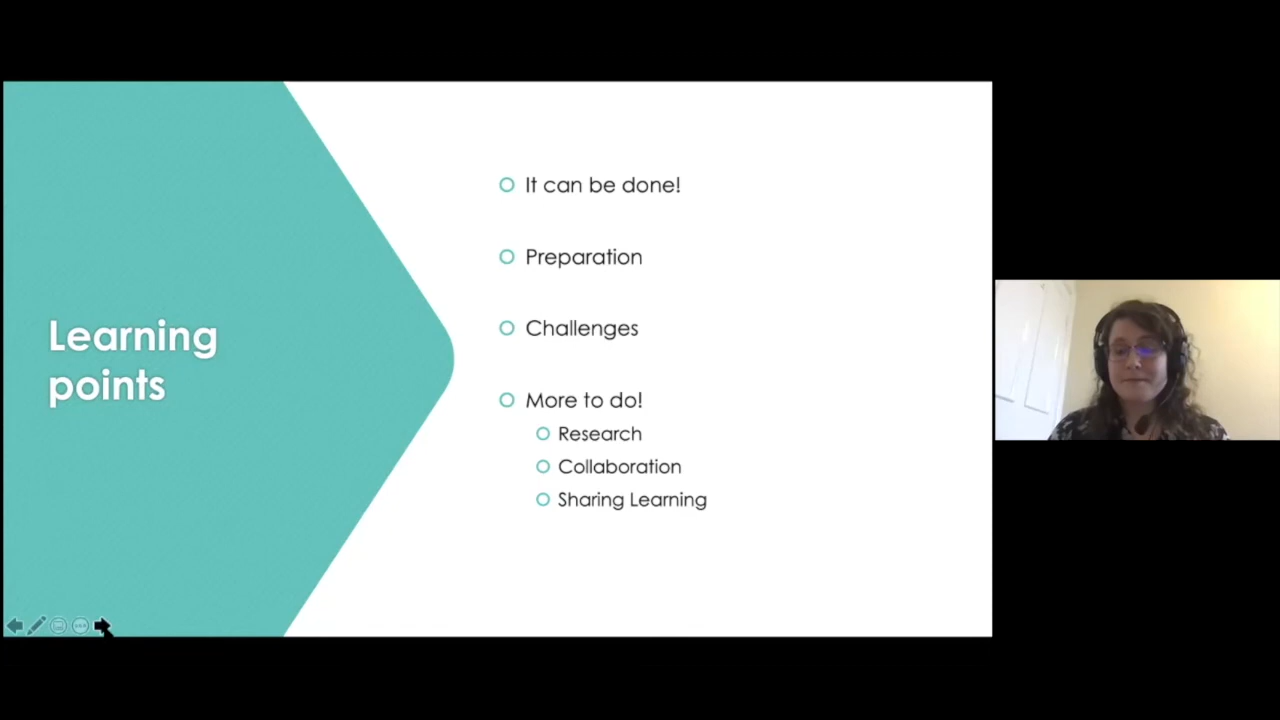 Learning
points
It can be done!
Preparation
Challenges
More to do!
Research
Collaboration
Sharing Learning